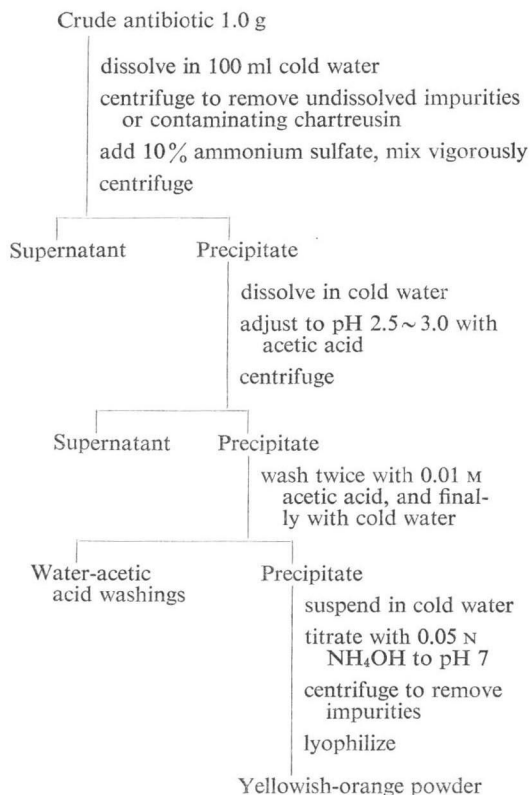 Crude antibiotic 1.0 g
dissolve in 100 ml cold water
centrifuge to remove undissolved impurities
or contaminating chartreusin
add 10% ammonium sulfate, mix vigorously
centrifuge
Supernatant Precipitate
dissolve in cold water
adjust to pH 2.5~3.0 with
acetic acid
centrifuge
Supernatant Precipitate
wash twice with 0.01 M
acetic acid, and final-
ly with cold water
Water-acetic
acid washings
Precipitate
suspend in cold water
titrate with 0.05 N
NH₄OH to pH 7
centrifuge to remove
impurities
lyophilize
Yellowish-orange powder